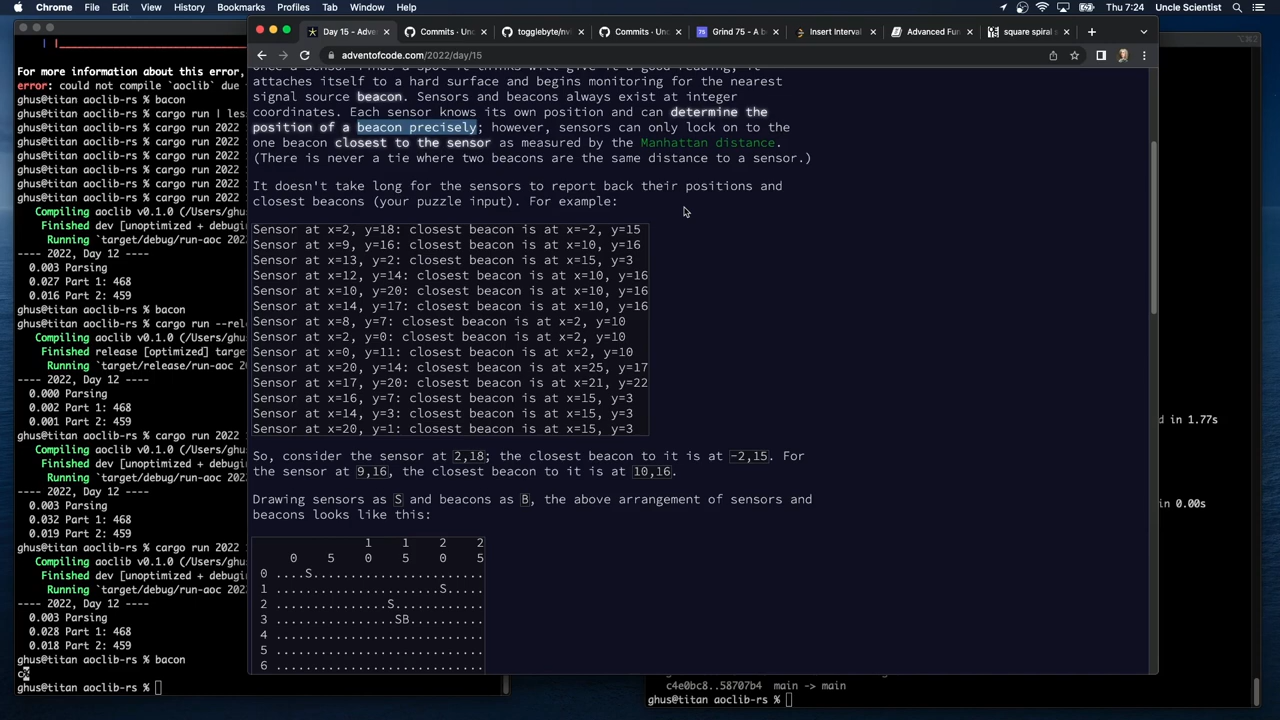 Chrome File Edit View History Bookmarks Profiles Tab Window Help
Thu 7:24 Uncle Scientist
Day 15 - Adve
Commits · Un
togglebyte/nvi
Commits · Un
Grind 75 - A b
Insert Interval
Advanced Fun
square spiral s
adventofcode.com/2022/day/15
attaches itself to a hard surface and begins monitoring for the nearest
signal source beacon. Sensors and beacons always exist at integer
coordinates. Each sensor knows its own position and can determine the
position of a beacon precisely; however, sensors can only lock on to the
one beacon closest to the sensor as measured by the Manhattan distance.
(There is never a tie where two beacons are the same distance to a sensor.)
It doesn't take long for the sensors to report back their positions and
closest beacons (your puzzle input). For example:
Sensor at x=2, y=18: closest beacon is at x=-2, y=15
Sensor at x=9, y=16: closest beacon is at x=10, y=16
Sensor at x=13, y=2: closest beacon is at x=15, y=3
Sensor at x=12, y=14: closest beacon is at x=10, y=16
Sensor at x=10, y=20: closest beacon is at x=10, y=16
Sensor at x=14, y=17: closest beacon is at x=10, y=16
Sensor at x=8, y=7: closest beacon is at x=2, y=10
Sensor at x=2, y=0: closest beacon is at x=2, y=10
Sensor at x=0, y=11: closest beacon is at x=2, y=10
Sensor at x=20, y=14: closest beacon is at x=25, y=17
Sensor at x=17, y=20: closest beacon is at x=21, y=22
Sensor at x=16, y=7: closest beacon is at x=15, y=3
Sensor at x=14, y=3: closest beacon is at x=15, y=3
Sensor at x=20, y=1: closest beacon is at x=15, y=3
So, consider the sensor at 2,18; the closest beacon to it is at -2,15. For
the sensor at 9,16, the closest beacon to it is at 10,16.
Drawing sensors as S and beacons as B, the above arrangement of sensors and
beacons looks like this:
1 1 2 2
0 5 0 5 0 5
0 ....S.......................
1 ......................S.....
2 ...............S............
3 ................SB..........
4 ............................
5 ............................
6 ............................
For more information about this error,
error: could not compile `aoclib` due
ghus@titan aoclib-rs % bacon
ghus@titan aoclib-rs % cargo run | less
ghus@titan aoclib-rs % cargo run 2022
ghus@titan aoclib-rs % cargo run 2022
ghus@titan aoclib-rs % cargo run 2022
ghus@titan aoclib-rs % cargo run 2022
ghus@titan aoclib-rs % cargo run 2022
ghus@titan aoclib-rs % cargo run 2022
Compiling aoclib v0.1.0 (/Users/ghu
Finished dev [unoptimized + debugin
Running `target/debug/run-aoc 2022
---- 2022, Day 12 ----
0.003 Parsing
0.027 Part 1: 468
0.016 Part 2: 459
ghus@titan aoclib-rs % bacon
ghus@titan aoclib-rs % cargo run --rele
Compiling aoclib v0.1.0 (/Users/ghu
Finished release [optimized] target
Running `target/release/run-aoc 20
---- 2022, Day 12 ----
0.000 Parsing
0.002 Part 1: 468
0.001 Part 2: 459
ghus@titan aoclib-rs % cargo run 2022
Compiling aoclib v0.1.0 (/Users/ghu
Finished dev [unoptimized + debugin
Running `target/debug/run-aoc 2022
---- 2022, Day 12 ----
0.003 Parsing
0.032 Part 1: 468
0.019 Part 2: 459
ghus@titan aoclib-rs % cargo run 2022
Compiling aoclib v0.1.0 (/Users/ghu
Finished dev [unoptimized + debugin
Running `target/debug/run-aoc 2022
---- 2022, Day 12 ----
0.003 Parsing
0.028 Part 1: 468
0.018 Part 2: 459
ghus@titan aoclib-rs % bacon
ghus@titan aoclib-rs %
d in 1.77s
s in 0.00s
c4e0bc8..58707b4 main -> main
ghus@titan aoclib-rs %